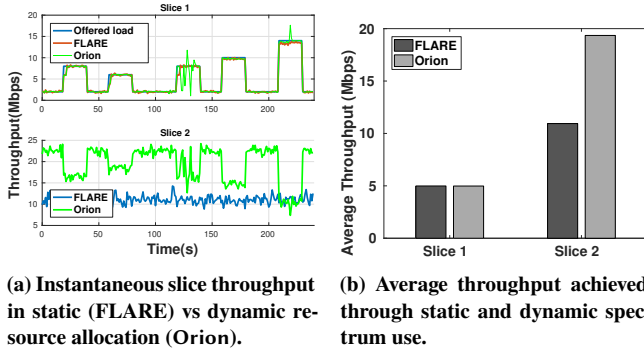 Slice 1
Throughput(Mbps)
15
10
5
0
Offered load
FLARE
Orion
0 50 100 150 200
Slice 2
25
20
15
10
5
FLARE
Orion
0 50 100 150 200
Time(s)
Average Throughput (Mbps)
20
15
10
5
0
FLARE
Orion
Slice 1 Slice 2
(a) Instantaneous slice throughput
in static (FLARE) vs dynamic re-
source allocation (Orion).
(b) Average throughput achieved
through static and dynamic spec-
trum use.